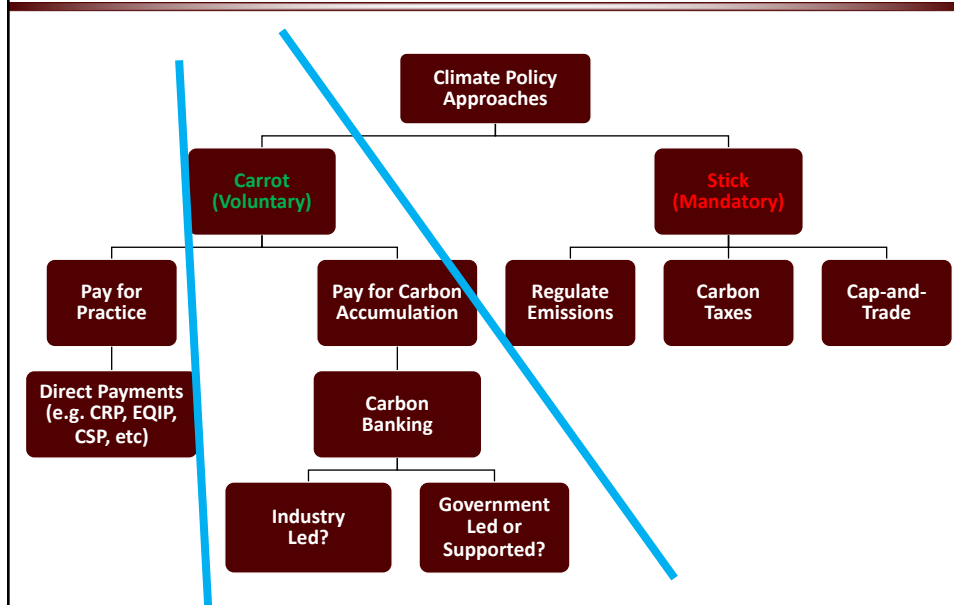 Climate Policy
Approaches
Carrot
(Voluntary)
Stick
(Mandatory)
Pay for
Practice
Pay for Carbon
Accumulation
Regulate
Emissions
Carbon
Taxes
Cap-and-
Trade
Direct Payments
(e.g. CRP, EQIP,
CSP, etc)
Carbon
Banking
Industry
Led?
Government
Led or
Supported?